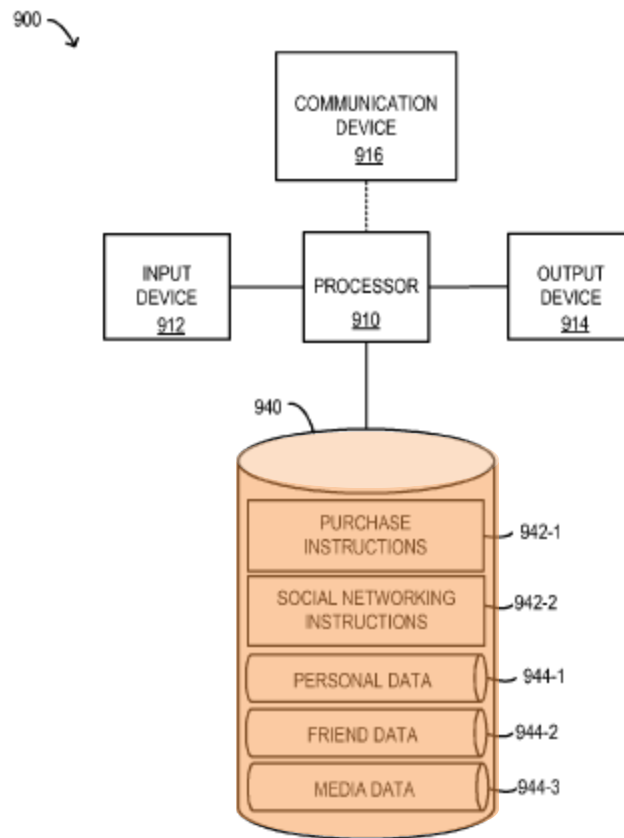 900
COMMUNICATION
DEVICE
916
INPUT
DEVICE
912
PROCESSOR
910
OUTPUT
DEVICE
914
940
PURCHASE
INSTRUCTIONS
942-1
SOCIAL NETWORKING
INSTRUCTIONS
942-2
PERSONAL DATA
944-1
FRIEND DATA
944-2
MEDIA DATA
944-3